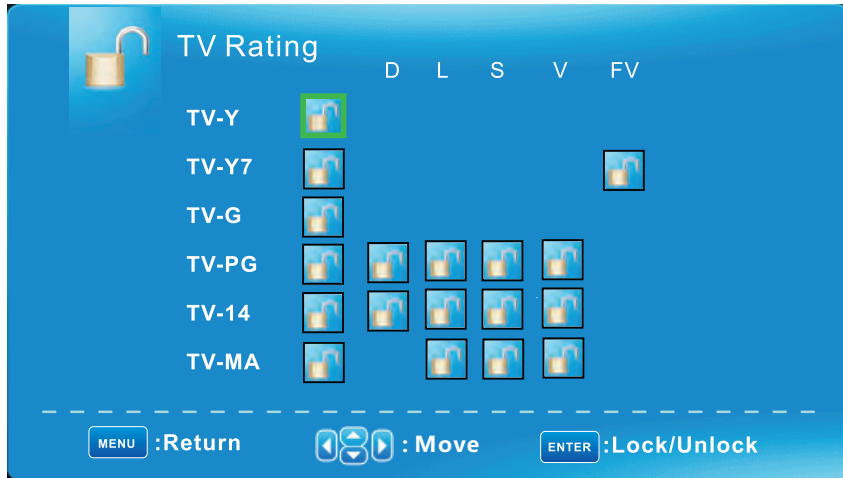 TV Rating
D L S V FV
TV-Y
TV-Y7
TV-G
TV-PG
TV-14
TV-MA
MENU :Return : Move ENTER :Lock/Unlock